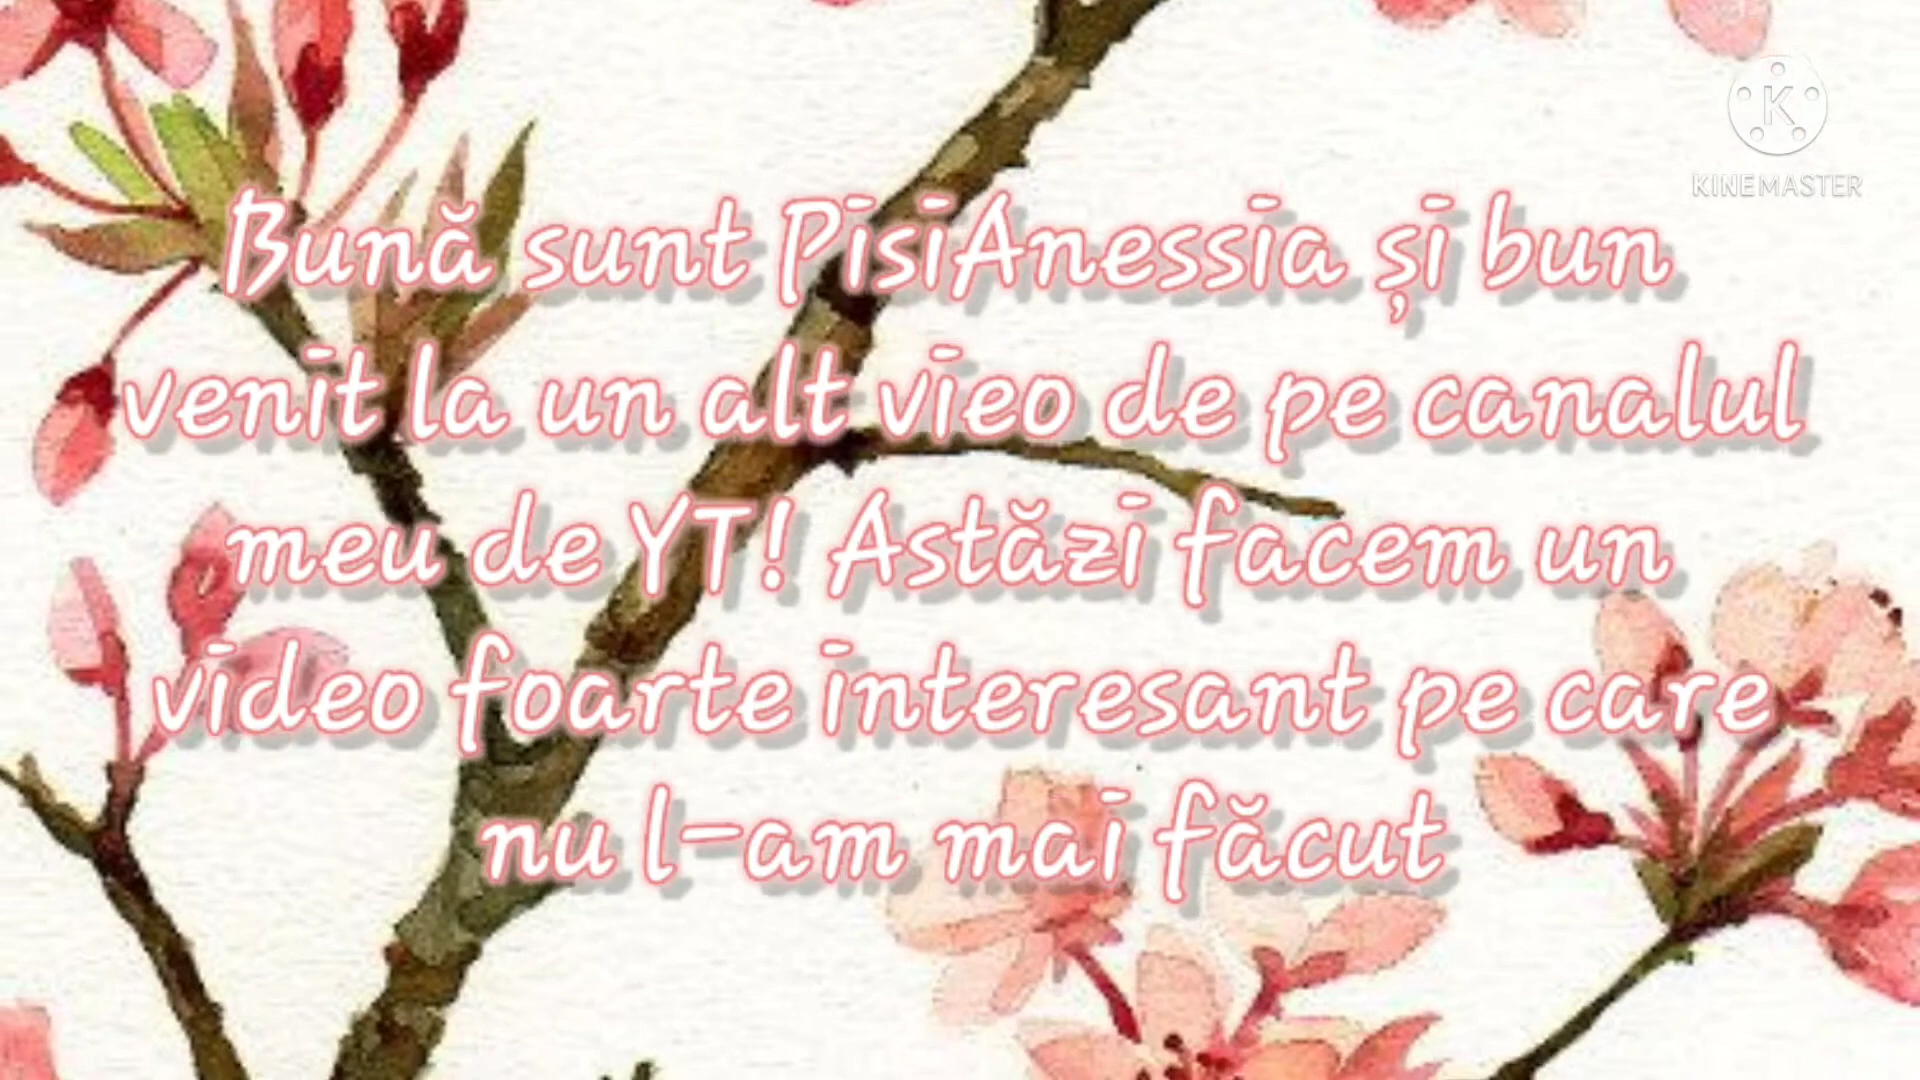 KINEMASTER
Bună sunt PisiAnessia și bun
venit la un alt vieo de pe canalul
meu de YT! Astăzi facem un
video foarte interesant pe care
nu l-am mai făcut